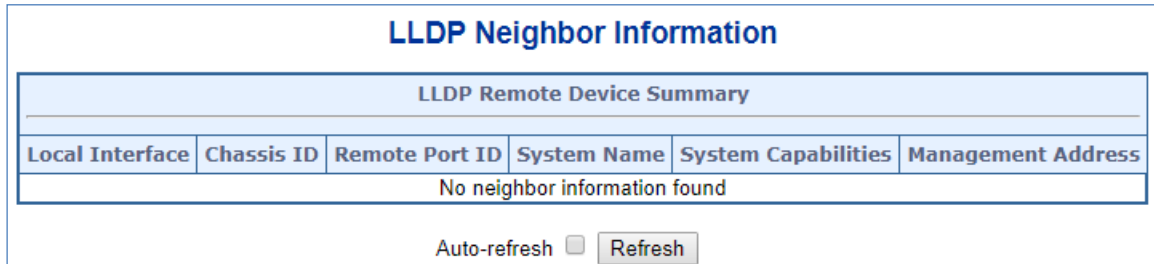 LLDP Neighbor Information
LLDP Remote Device Summary
Local Interface Chassis ID Remote Port ID System Name System Capabilities Management Address
No neighbor information found
Auto-refresh Refresh